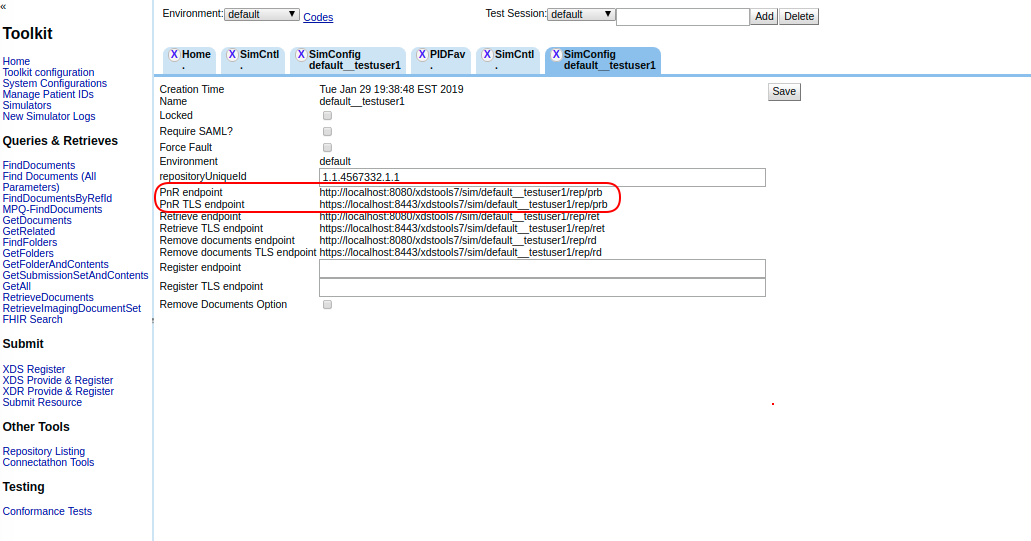 «
Toolkit
Home
Toolkit configuration
System Configurations
Manage Patient IDs
Simulators
New Simulator Logs
Queries & Retrieves
FindDocuments
Find Documents (All
Parameters)
FindDocumentsByRefId
MPQ-FindDocuments
GetDocuments
GetRelated
FindFolders
GetFolders
GetFolderAndContents
GetSubmissionSetAndContents
GetAll
RetrieveDocuments
RetrieveImagingDocumentSet
FHIR Search
Submit
XDS Register
XDS Provide & Register
XDR Provide & Register
Submit Resource
Other Tools
Repository Listing
Connectathon Tools
Testing
Conformance Tests
Environment: default ▼ Codes Test Session: default ▼ Add Delete
X Home . X SimCntl . X SimConfig default__testuser1 X PIDFav . X SimCntl . X SimConfig default__testuser1
Creation Time Tue Jan 29 19:38:48 EST 2019 Save
Name default__testuser1
Locked
Require SAML?
Force Fault
Environment default
repositoryUniqueId 1.1.4567332.1.1
PnR endpoint http://localhost:8080/xdstools7/sim/default__testuser1/rep/prb
PnR TLS endpoint https://localhost:8443/xdstools7/sim/default__testuser1/rep/prb
Retrieve endpoint http://localhost:8080/xdstools7/sim/default__testuser1/rep/ret
Retrieve TLS endpoint https://localhost:8443/xdstools7/sim/default__testuser1/rep/ret
Remove documents endpoint http://localhost:8080/xdstools7/sim/default__testuser1/rep/rd
Remove documents TLS endpoint https://localhost:8443/xdstools7/sim/default__testuser1/rep/rd
Register endpoint
Register TLS endpoint
Remove Documents Option